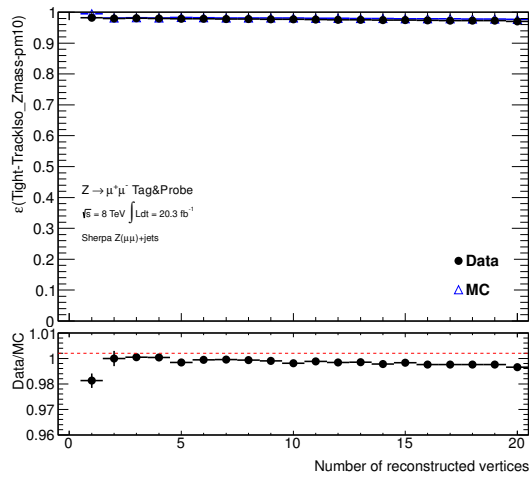 ε(Tight-TrackIso_Zmass-pm10)
1
0.9
0.8
0.7
0.6
0.5
0.4
0.3
0.2
0.1
0
Z → μ⁺μ⁻ Tag&Probe
√s = 8 TeV ∫Ldt = 20.3 fb⁻¹
Sherpa Z(μμ)+jets
Data
MC
Data/MC
1.01
1
0.98
0.97
0.96
0 5 10 15 20
Number of reconstructed vertices